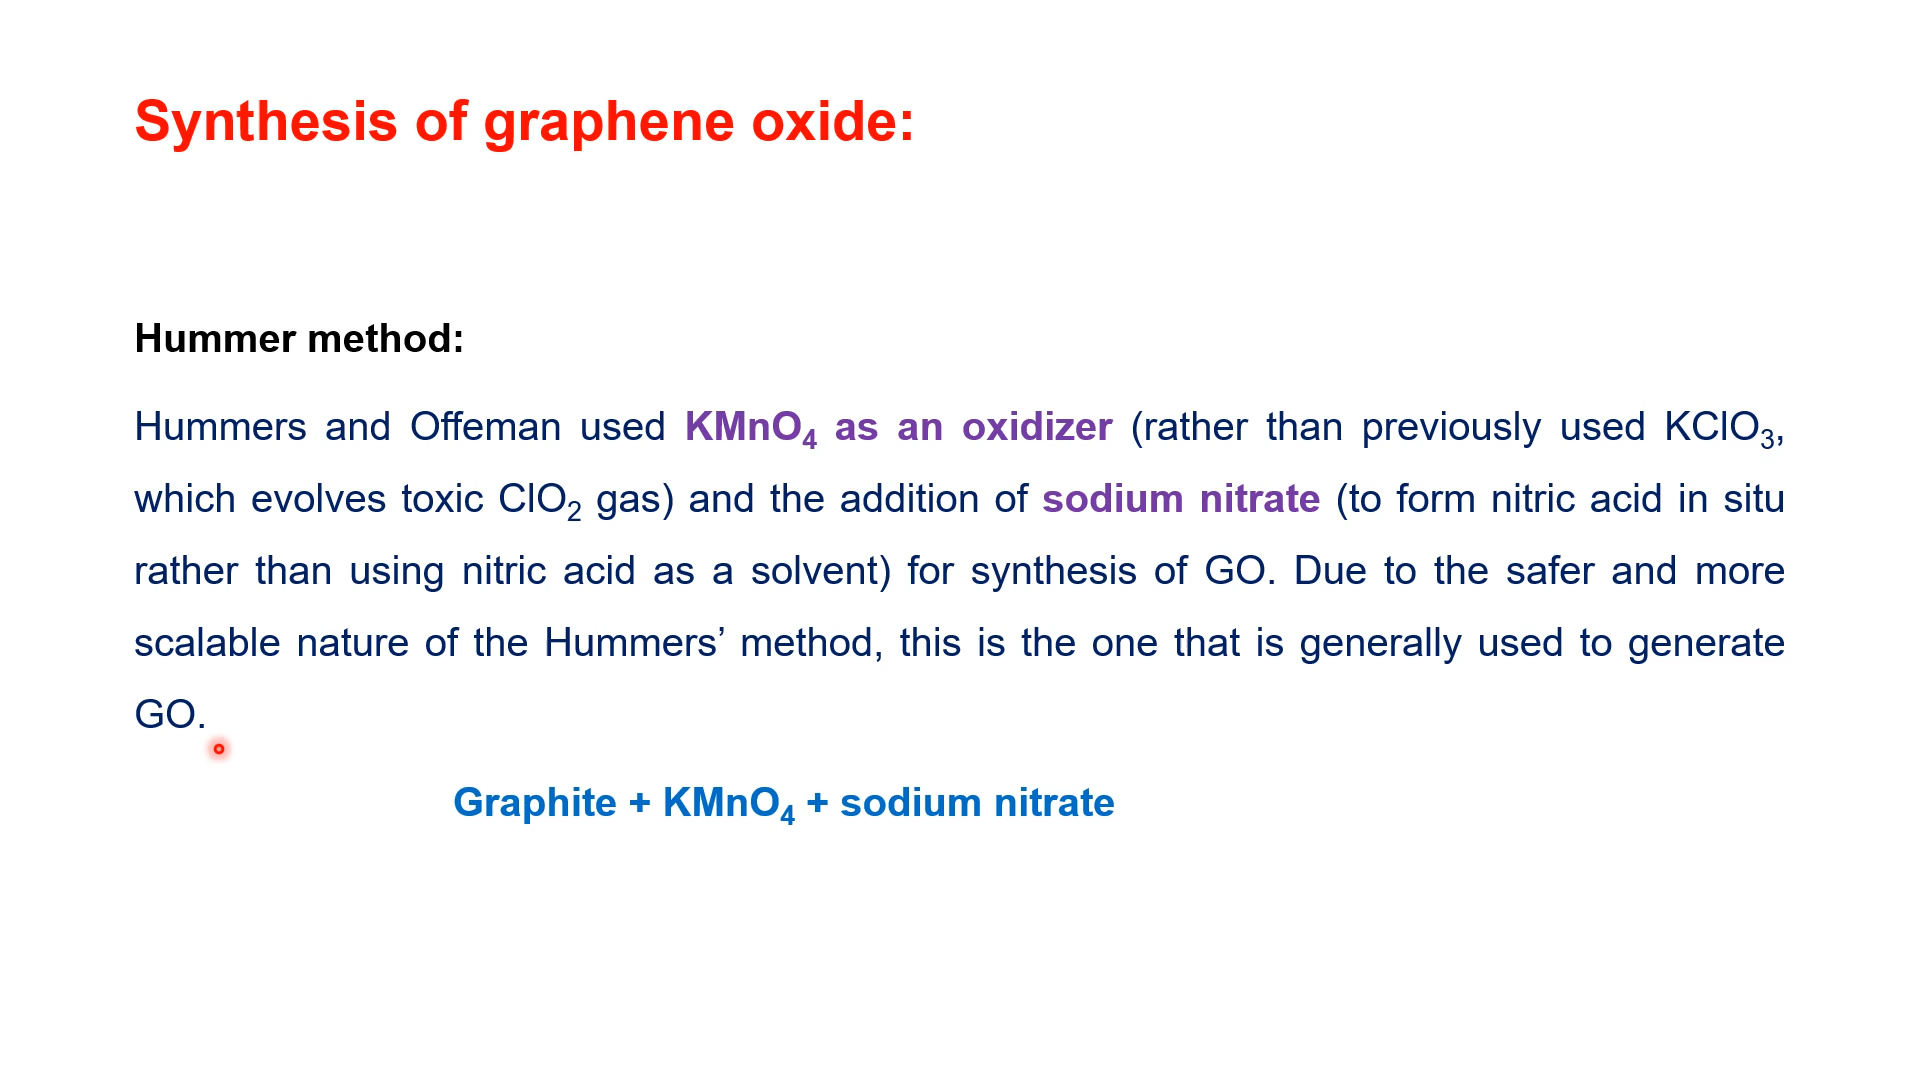 Synthesis of graphene oxide:
Hummer method:
Hummers and Offeman used KMnO4 as an oxidizer (rather than previously used KClO3,
which evolves toxic ClO2 gas) and the addition of sodium nitrate (to form nitric acid in situ
rather than using nitric acid as a solvent) for synthesis of GO. Due to the safer and more
scalable nature of the Hummers’ method, this is the one that is generally used to generate
GO.
Graphite + KMnO4 + sodium nitrate